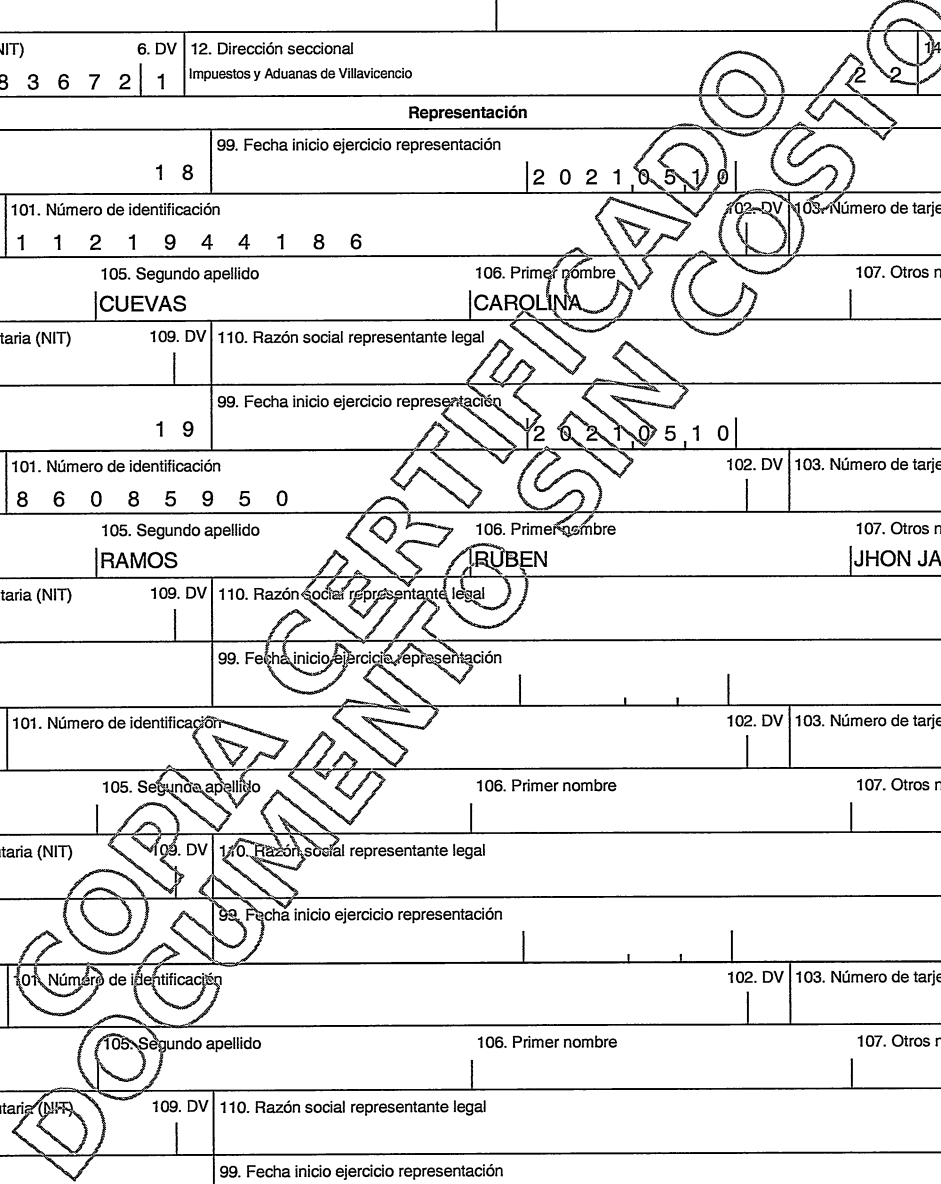 NIT) 6. DV 12. Dirección seccional 14
8 3 6 7 2 1 Impuestos y Aduanas de Villavicencio 2 2
Representación
99. Fecha inicio ejercicio representación
1 8 2 0 2 1 0 5 1 0
101. Número de identificación 102. DV 103. Número de tarje
1 1 2 1 9 4 4 1 8 6
105. Segundo apellido 106. Primer nombre 107. Otros n
CUEVAS CAROLINA
taria (NIT) 109. DV 110. Razón social representante legal
99. Fecha inicio ejercicio representación
1 9 2 0 2 1 0 5 1 0
101. Número de identificación 102. DV 103. Número de tarje
8 6 0 8 5 9 5 0
105. Segundo apellido 106. Primer nombre 107. Otros n
RAMOS RUBEN JHON JA
taria (NIT) 109. DV 110. Razón social representante legal
99. Fecha inicio ejercicio representación
101. Número de identificación 102. DV 103. Número de tarje
105. Segundo apellido 106. Primer nombre 107. Otros n
utaria (NIT) 109. DV 110. Razón social representante legal
99. Fecha inicio ejercicio representación
101. Número de identificación 102. DV 103. Número de tarje
105. Segundo apellido 106. Primer nombre 107. Otros n
utaria (NIT) 109. DV 110. Razón social representante legal
99. Fecha inicio ejercicio representación
COPIA CERTIFICADO
DOCUMENTO SIN COSTO